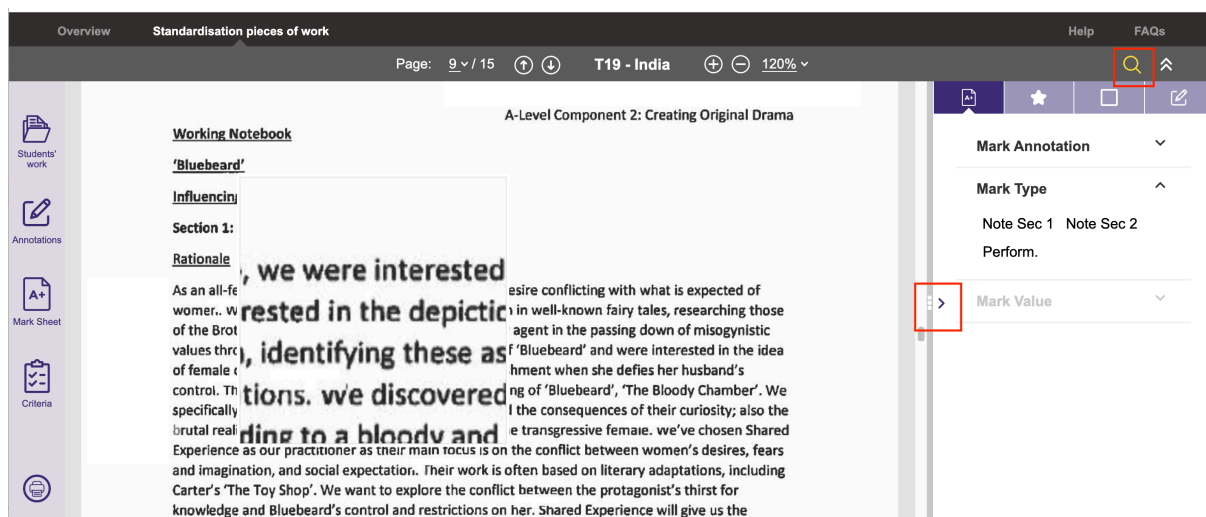 Overview Standardisation pieces of work Help FAQs
Page: 9 / 15 T19 - India 120%
Students' work
Annotations
A+
Mark Sheet
Criteria
A-Level Component 2: Creating Original Drama
Working Notebook
'Bluebeard'
Influencing
Section 1:
Rationale
As an all-fe esire conflicting with what is expected of
women.. W in well-known fairy tales, researching those
of the Brot agent in the passing down of misogynistic
values thro f 'Bluebeard' and were interested in the idea
of female hment when she defies her husband's
control. Th ng of 'Bluebeard', 'The Bloody Chamber'. We
specifically the consequences of their curiosity; also the
brutal reali e transgressive female. we've chosen Shared
Experience as our practitioner as their main focus is on the conflict between women's desires, fears
and imagination, and social expectation. Their work is often based on literary adaptations, including
Carter's 'The Toy Shop'. We want to explore the conflict between the protagonist's thirst for
knowledge and Bluebeard's control and restrictions on her. Shared Experience will give us the
, we were interested
rested in the depictic
), identifying these as
tions. we discovered
ding to a bloody and
A+
Mark Annotation
Mark Type
Note Sec 1 Note Sec 2
Perform.
Mark Value